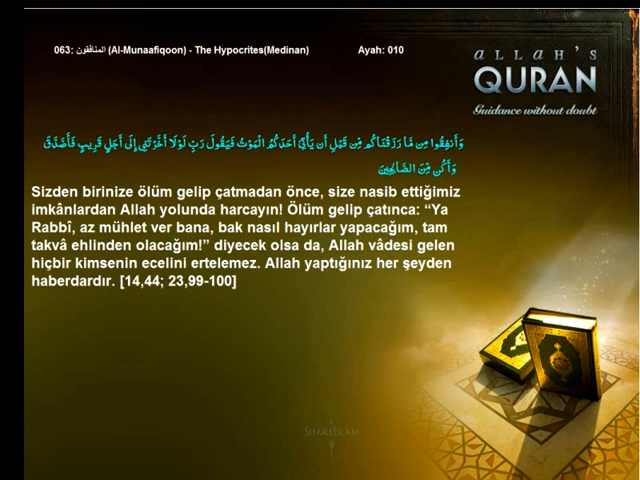 063: المنافقون (Al-Munaafiqoon) - The Hypocrites(Medinan) Ayah: 010
ALLAH'S
QURAN
Guidance without doubt
وَأَنفِقُوا مِن مَّا رَزَقْنَاكُم مِّن قَبْلِ أَن يَأْتِيَ أَحَدَكُمُ الْمَوْتُ فَيَقُولَ رَبِّ لَوْلَا أَخَّرْتَنِي إِلَى أَجَلٍ قَرِيبٍ فَأَصَّدَّقَ
وَأَكُن مِّنَ الصَّالِحِينَ
Sizden birinize ölüm gelip çatmadan önce, size nasib ettiğimiz
imkânlardan Allah yolunda harcayın! Ölüm gelip çatınca: “Ya
Rabbî, az mühlet ver bana, bak nasıl hayırlar yapacağım, tam
takvâ ehlinden olacağım!” diyecek olsa da, Allah vâdesi gelen
hiçbir kimsenin ecelini ertelemez. Allah yaptığınız her şeyden
haberdardır. [14,44; 23,99-100]
SHAREISLAM